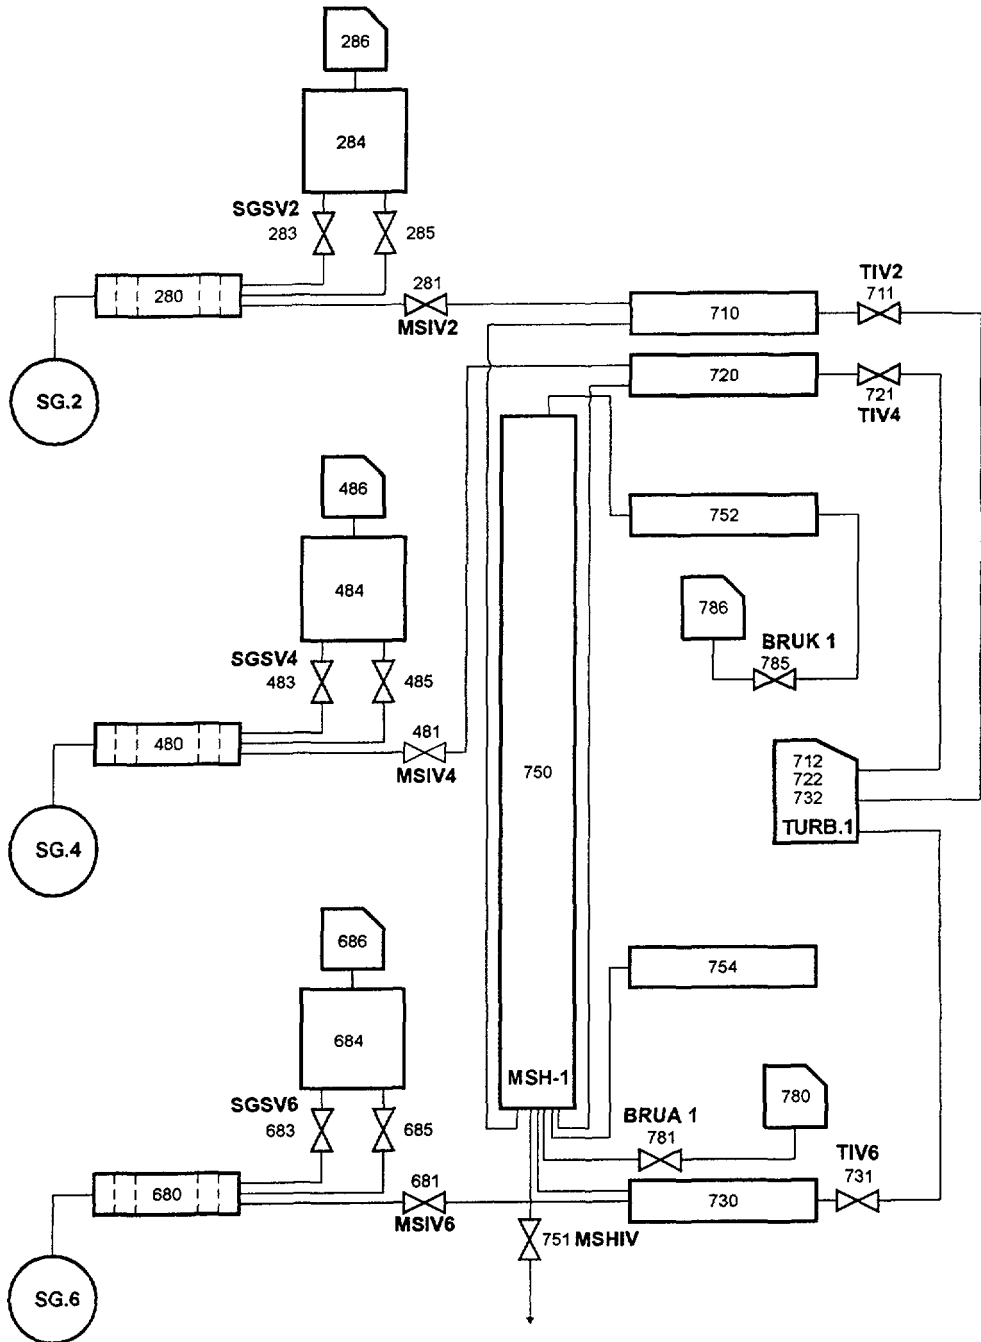 286
284
SGSV2
283
285
280
281
MSIV2
SG.2
TIV2
711
710
720
721
TIV4
486
484
SGSV4
483
485
480
481
MSIV4
SG.4
752
786
BRUK 1
785
750
712
722
732
TURB.1
686
684
SGSV6
683
685
680
681
MSIV6
SG.6
754
MSH-1
BRUA 1
781
780
TIV6
731
730
751 MSHIV